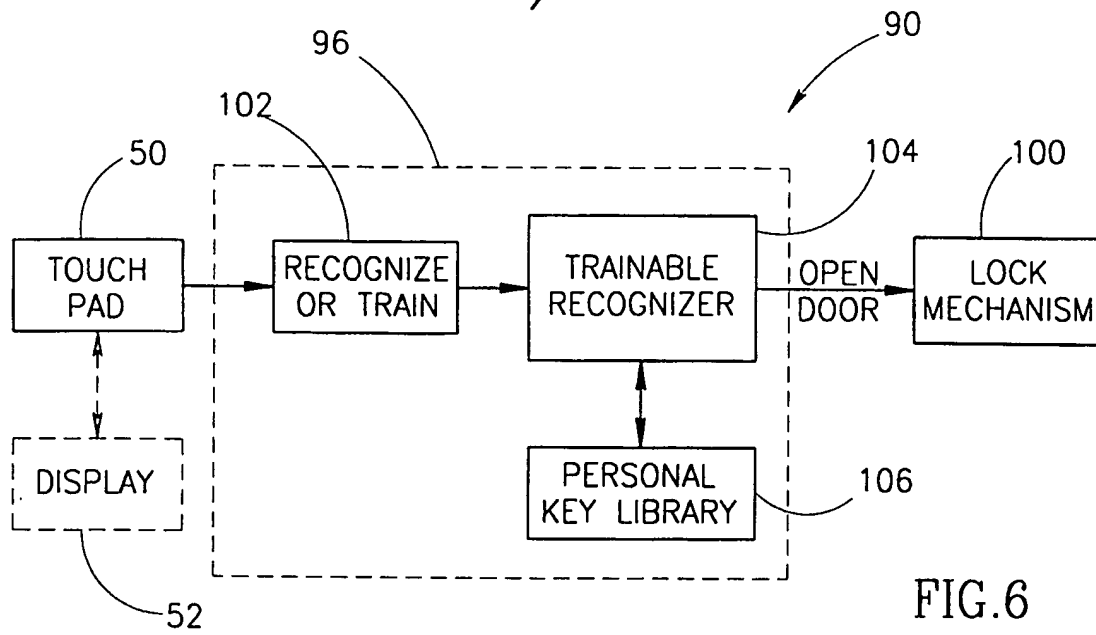 90
96
102
50
104
100
TOUCH
PAD
RECOGNIZE
OR TRAIN
TRAINABLE
RECOGNIZER
OPEN
DOOR
LOCK
MECHANISM
DISPLAY
PERSONAL
KEY LIBRARY
106
52
FIG.6